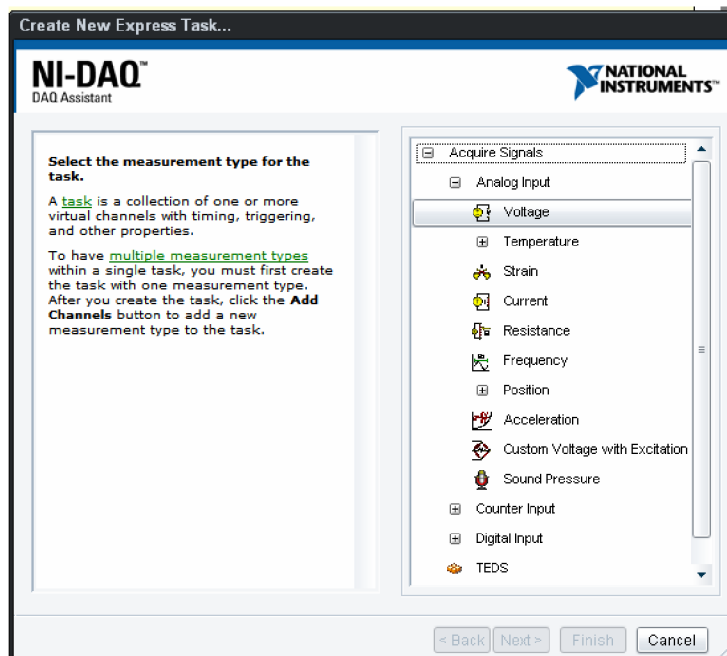 Create New Express Task...
NI-DAQ™
DAQ Assistant
NATIONAL
INSTRUMENTS™
Select the measurement type for the
task.
A task is a collection of one or more
virtual channels with timing, triggering,
and other properties.
To have multiple measurement types
within a single task, you must first create
the task with one measurement type.
After you create the task, click the Add
Channels button to add a new
measurement type to the task.
Acquire Signals
Analog Input
Voltage
Temperature
Strain
Current
Resistance
Frequency
Position
Acceleration
Custom Voltage with Excitation
Sound Pressure
Counter Input
Digital Input
TEDS
< Back Next > Finish Cancel